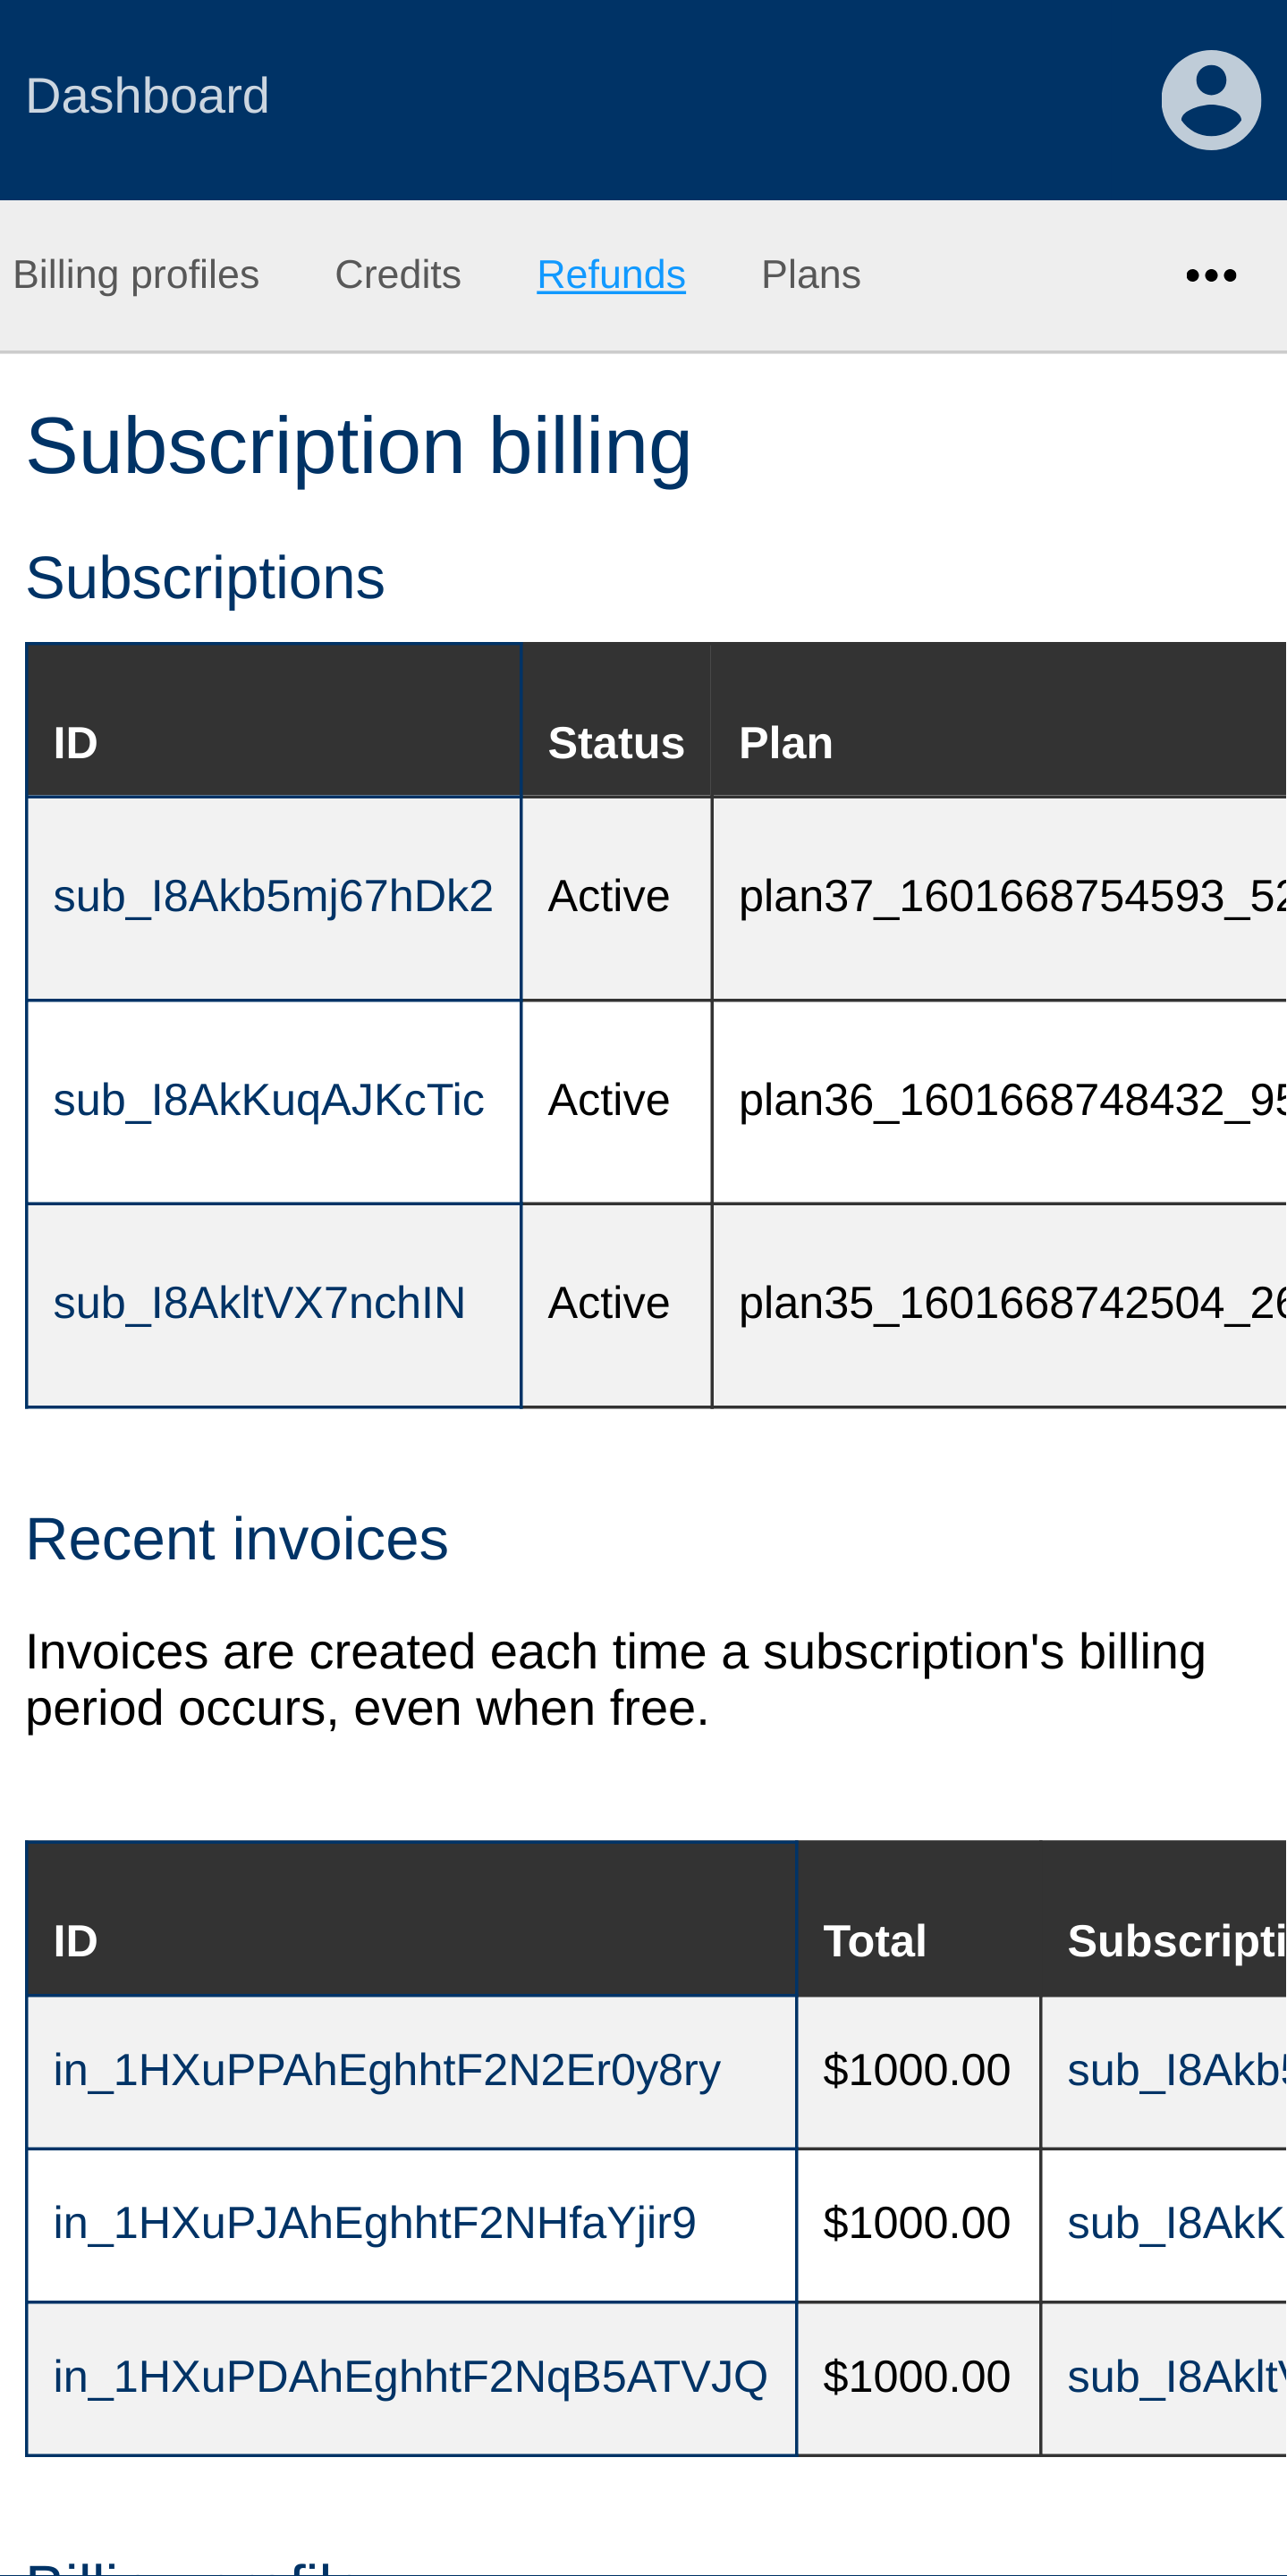 Dashboard
Billing profiles Credits Refunds Plans
Subscription billing
Subscriptions
ID Status Plan
sub_I8Akb5mj67hDk2 Active plan37_1601668754593_52
sub_I8AkKuqAJKcTic Active plan36_1601668748432_95
sub_I8AkltVX7nchIN Active plan35_1601668742504_26
Recent invoices
Invoices are created each time a subscription's billing
period occurs, even when free.
ID Total Subscripti
in_1HXuPPAhEghhtF2N2Er0y8ry $1000.00 sub_I8Akb5
in_1HXuPJAhEghhtF2NHfaYjir9 $1000.00 sub_I8AkK
in_1HXuPDAhEghhtF2NqB5ATVJQ $1000.00 sub_I8AkltV